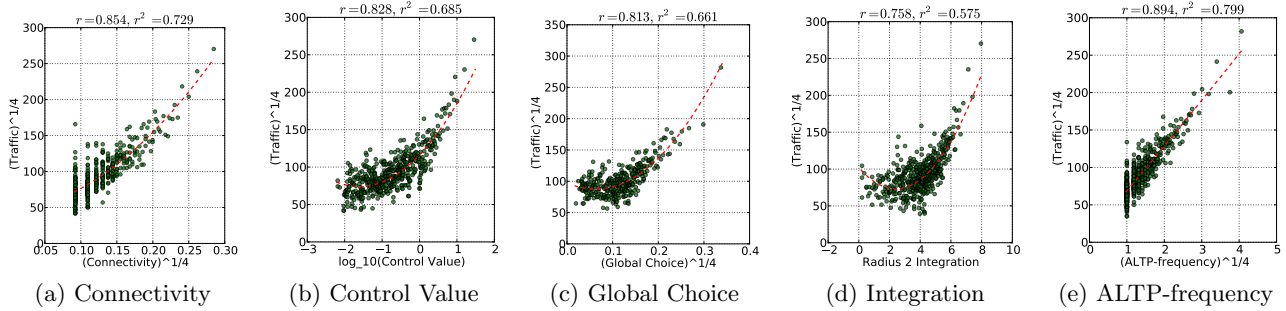 r = 0.854, r² = 0.729
(Traffic)^1/4
300
250
200
150
100
50
0
0.05 0.10 0.15 0.20 0.25 0.30
(Connectivity)^1/4
(a) Connectivity
r = 0.828, r² = 0.685
(Traffic)^1/4
300
250
200
150
100
50
0
−3 −2 −1 0 1 2
log_10(Control Value)
(b) Control Value
r = 0.813, r² = 0.661
(Traffic)^1/4
350
300
250
200
150
100
50
0
0.0 0.1 0.2 0.3 0.4
(Global Choice)^1/4
(c) Global Choice
r = 0.758, r² = 0.575
(Traffic)^1/4
300
250
200
150
100
50
0
−2 0 2 4 6 8 10
Radius 2 Integration
(d) Integration
r = 0.894, r² = 0.799
(Traffic)^1/4
300
250
200
150
100
50
0
0 1 2 3 4 5
(ALTP-frequency)^1/4
(e) ALTP-frequency